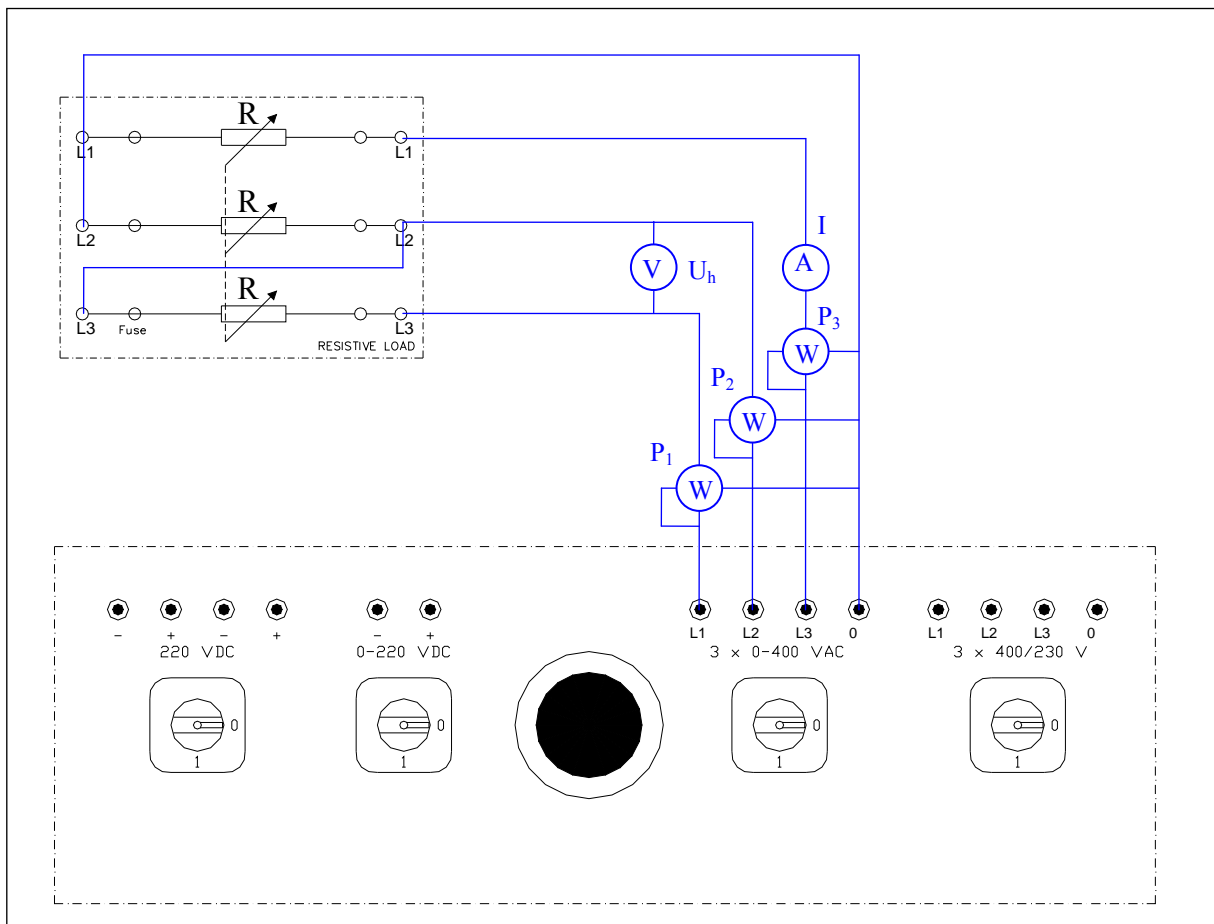 R
L1 L1
R
I
L2 L2
V U_h A
R
L3 Fuse L3
P₃
RESISTIVE LOAD
W
P₂
W
P₁
W
- + - + - + L1 L2 L3 0 L1 L2 L3 0
220 VDC 0-220 VDC 3 x 0-400 VAC 3 x 400/230 V
0 0 0 0
1 1 1 1